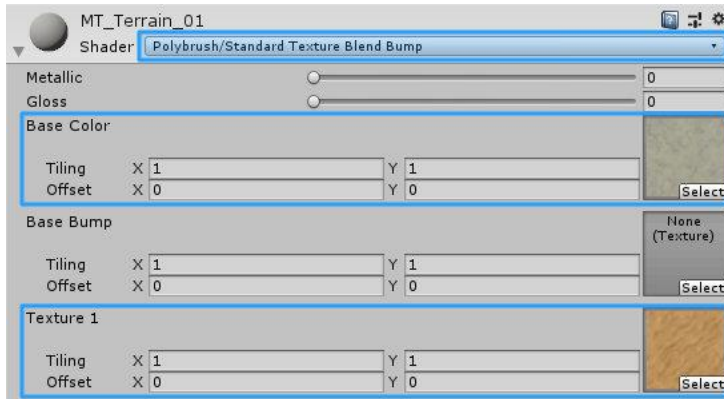 MT_Terrain_01
Shader Polybrush/Standard Texture Blend Bump
Metallic 0
Gloss 0
Base Color
Tiling X 1 Y 1
Offset X 0 Y 0
Select
Base Bump
None
(Texture)
Tiling X 1 Y 1
Offset X 0 Y 0
Select
Texture 1
Tiling X 1 Y 1
Offset X 0 Y 0
Select